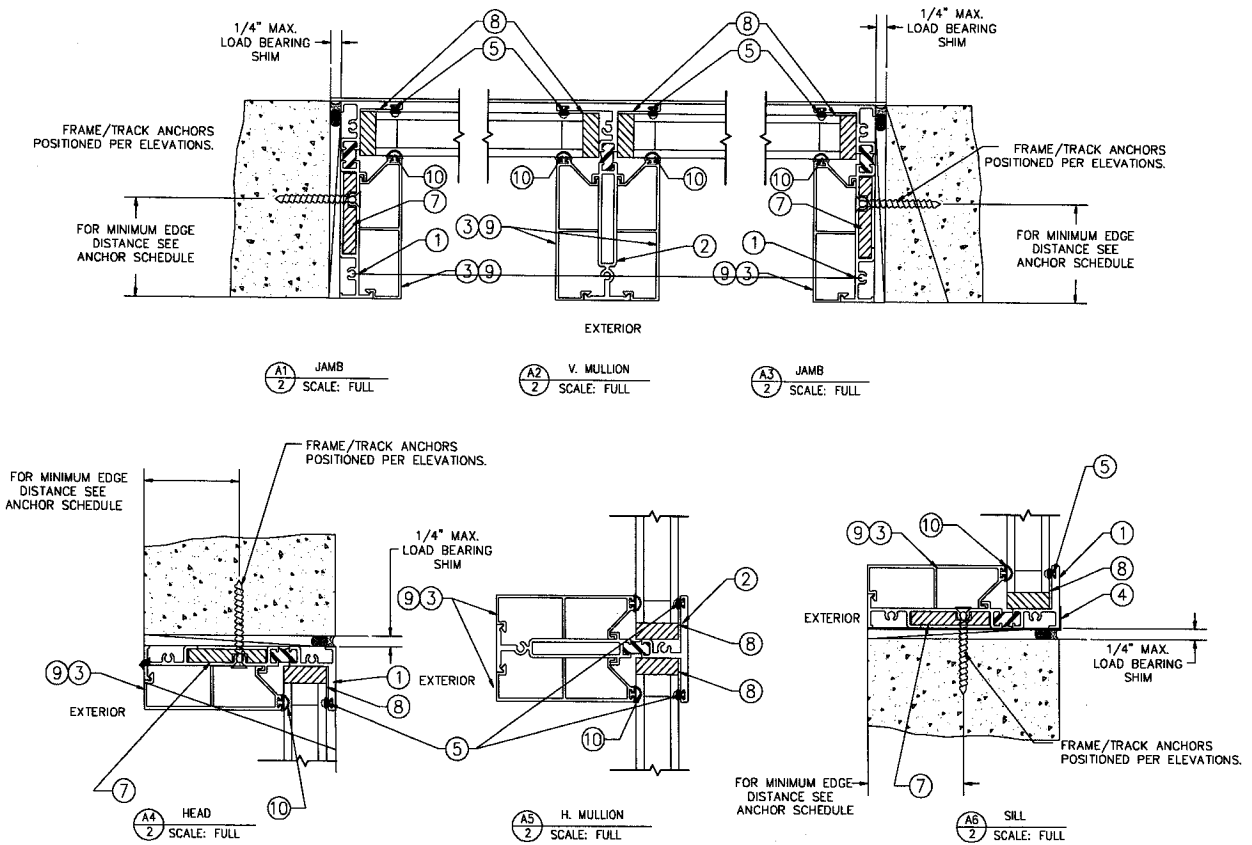 1/4" MAX.
LOAD BEARING
SHIM
8
5
8
5
1/4" MAX.
LOAD BEARING
SHIM
FRAME/TRACK ANCHORS
POSITIONED PER ELEVATIONS.
FRAME/TRACK ANCHORS
POSITIONED PER ELEVATIONS.
10
10
10
10
7
7
FOR MINIMUM EDGE
DISTANCE SEE
ANCHOR SCHEDULE
3 9
2
1
1
3 9
9 3
FOR MINIMUM EDGE
DISTANCE SEE
ANCHOR SCHEDULE
EXTERIOR
A1 JAMB
2 SCALE: FULL
A2 V. MULLION
2 SCALE: FULL
A3 JAMB
2 SCALE: FULL
FRAME/TRACK ANCHORS
POSITIONED PER ELEVATIONS.
FOR MINIMUM EDGE
DISTANCE SEE
ANCHOR SCHEDULE
1/4" MAX.
LOAD BEARING
SHIM
9 3
EXTERIOR
1
8
5
7
10
A4 HEAD
2 SCALE: FULL
9 3
EXTERIOR
2
8
8
10
A5 H. MULLION
2 SCALE: FULL
5
10
9 3
1
8
4
EXTERIOR
1/4" MAX.
LOAD BEARING
SHIM
FRAME/TRACK ANCHORS
POSITIONED PER ELEVATIONS.
7
FOR MINIMUM EDGE
DISTANCE SEE
ANCHOR SCHEDULE
A6 SILL
2 SCALE: FULL